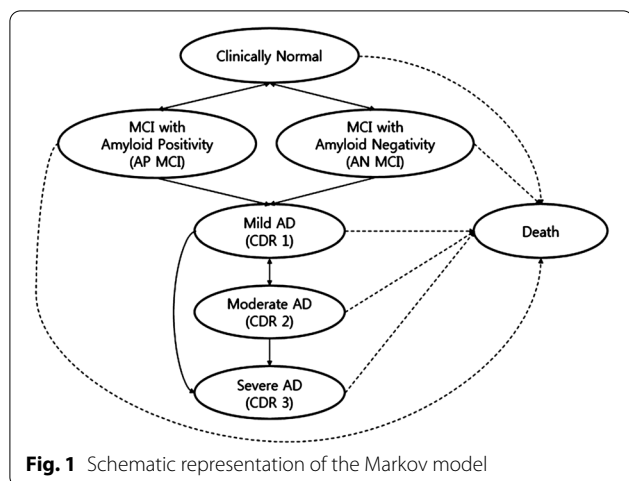 Clinically Normal
MCI with
Amyloid Positivity
(AP MCI)
MCI with
Amyloid Negativity
(AN MCI)
Mild AD
(CDR 1)
Death
Moderate AD
(CDR 2)
Severe AD
(CDR 3)
Fig. 1 Schematic representation of the Markov model